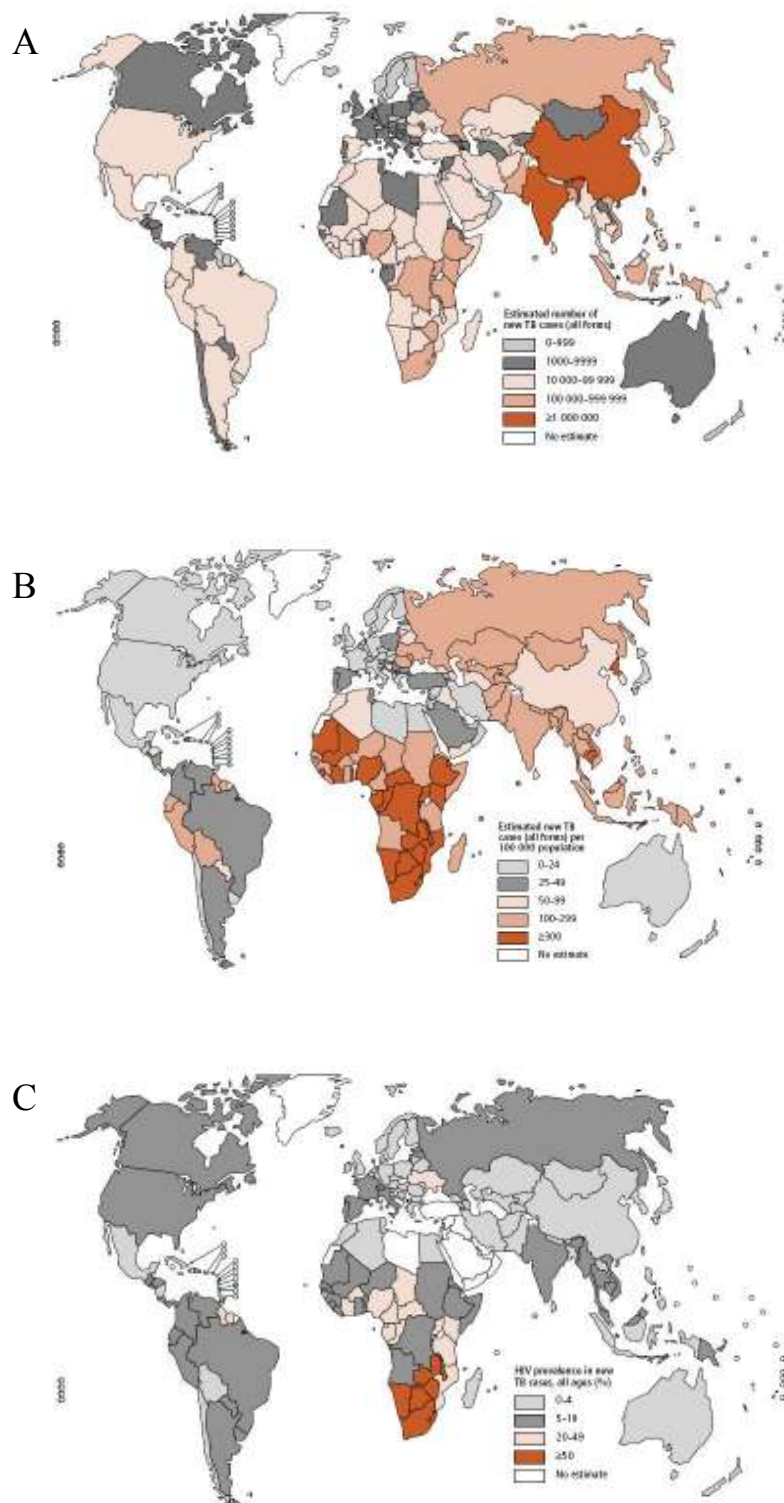 A
Estimated number of
new TB cases (all forms)
0–999
1000–9999
10 000–99 999
100 000–999 999
≥1 000 000
No estimate
B
Estimated new TB
cases (all forms) per
100 000 population
0–24
25–49
50–99
100–299
≥300
No estimate
C
HIV prevalence in new
TB cases, all ages (%)
0–4
5–19
20–49
≥50
No estimate